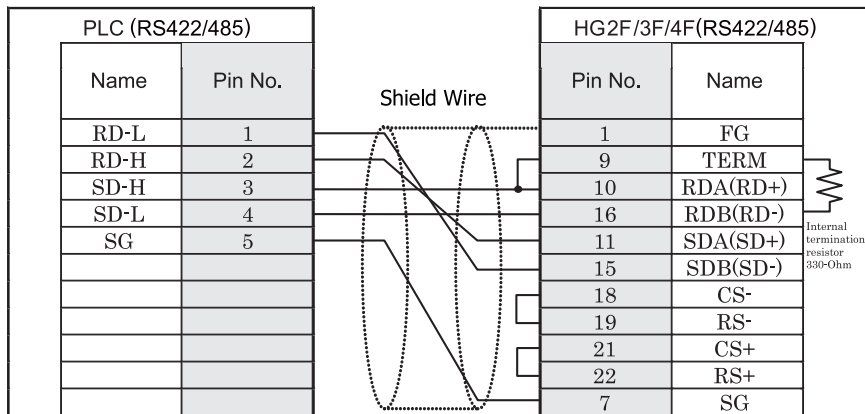 PLC (RS422/485) HG2F/3F/4F(RS422/485)
Name Pin No. Pin No. Name
Shield Wire
RD-L 1 1 FG
RD-H 2 9 TERM
SD-H 3 10 RDA(RD+)
SD-L 4 16 RDB(RD-)
SG 5 11 SDA(SD+)
15 SDB(SD-)
18 CS-
19 RS-
21 CS+
22 RS+
7 SG
Internal
termination
resistor
330-Ohm